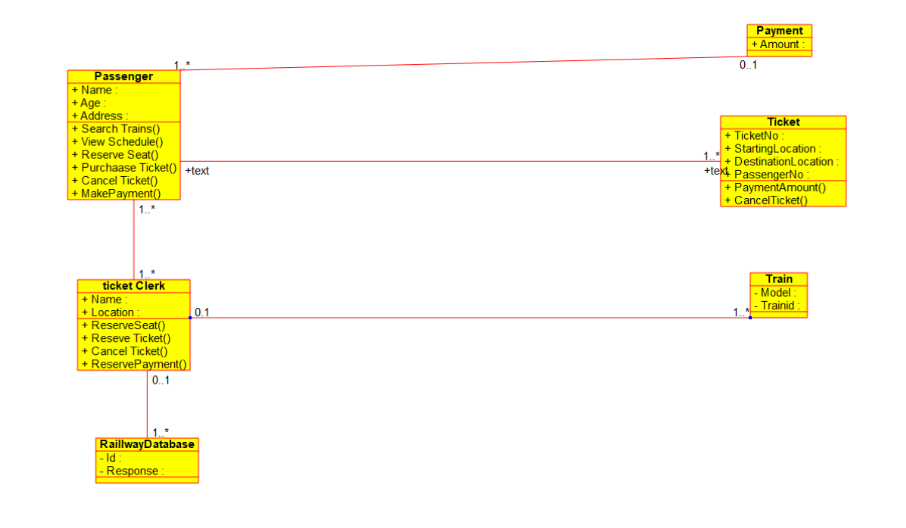 Payment
+ Amount :
1..*
0..1
Passenger
+ Name :
+ Age :
+ Address :
+ Search Trains()
+ View Schedule()
+ Reserve Seat()
+ Purchaase Ticket()
+ Cancel Ticket()
+ MakePayment()
+text
1..*
+text
Ticket
+ TicketNo :
+ StartingLocation :
+ DestinationLocation :
+ PassengerNo :
+ PaymentAmount()
+ CancelTicket()
1..*
1..*
ticket Clerk
+ Name :
+ Location :
+ ReserveSeat()
+ Reseve Ticket()
+ Cancel Ticket()
+ ReservePayment()
0.1
1..*
Train
- Model :
- Trainid :
0..1
1..*
RaillwayDatabase
- Id :
- Response :